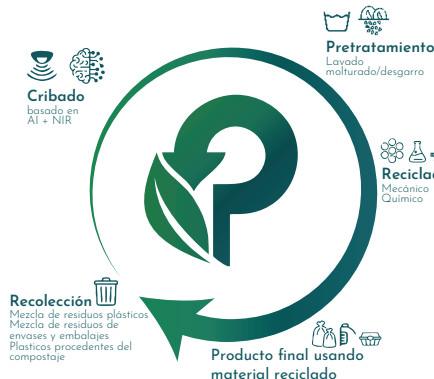 Pretratamiento
Lavado
molturado/desgarro
Cribado
basado en
AI + NIR
Mecánico
Químico
Recolección
Mezcla de residuos plásticos
Mezcla de residuos de
envases y embalajes
Plasticos procedentes del
compostaje
Producto final usando
material reciclado